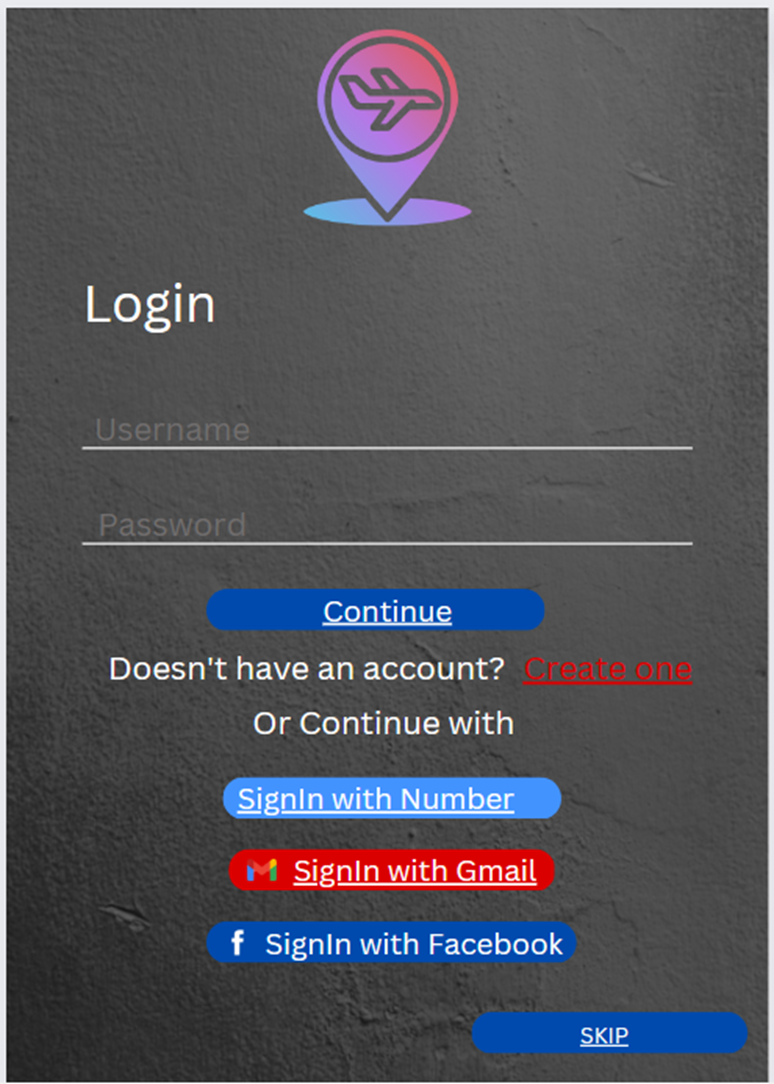 Login
Username
Password
Continue
Doesn't have an account? Create one
Or Continue with
SignIn with Number
SignIn with Gmail
SignIn with Facebook
SKIP